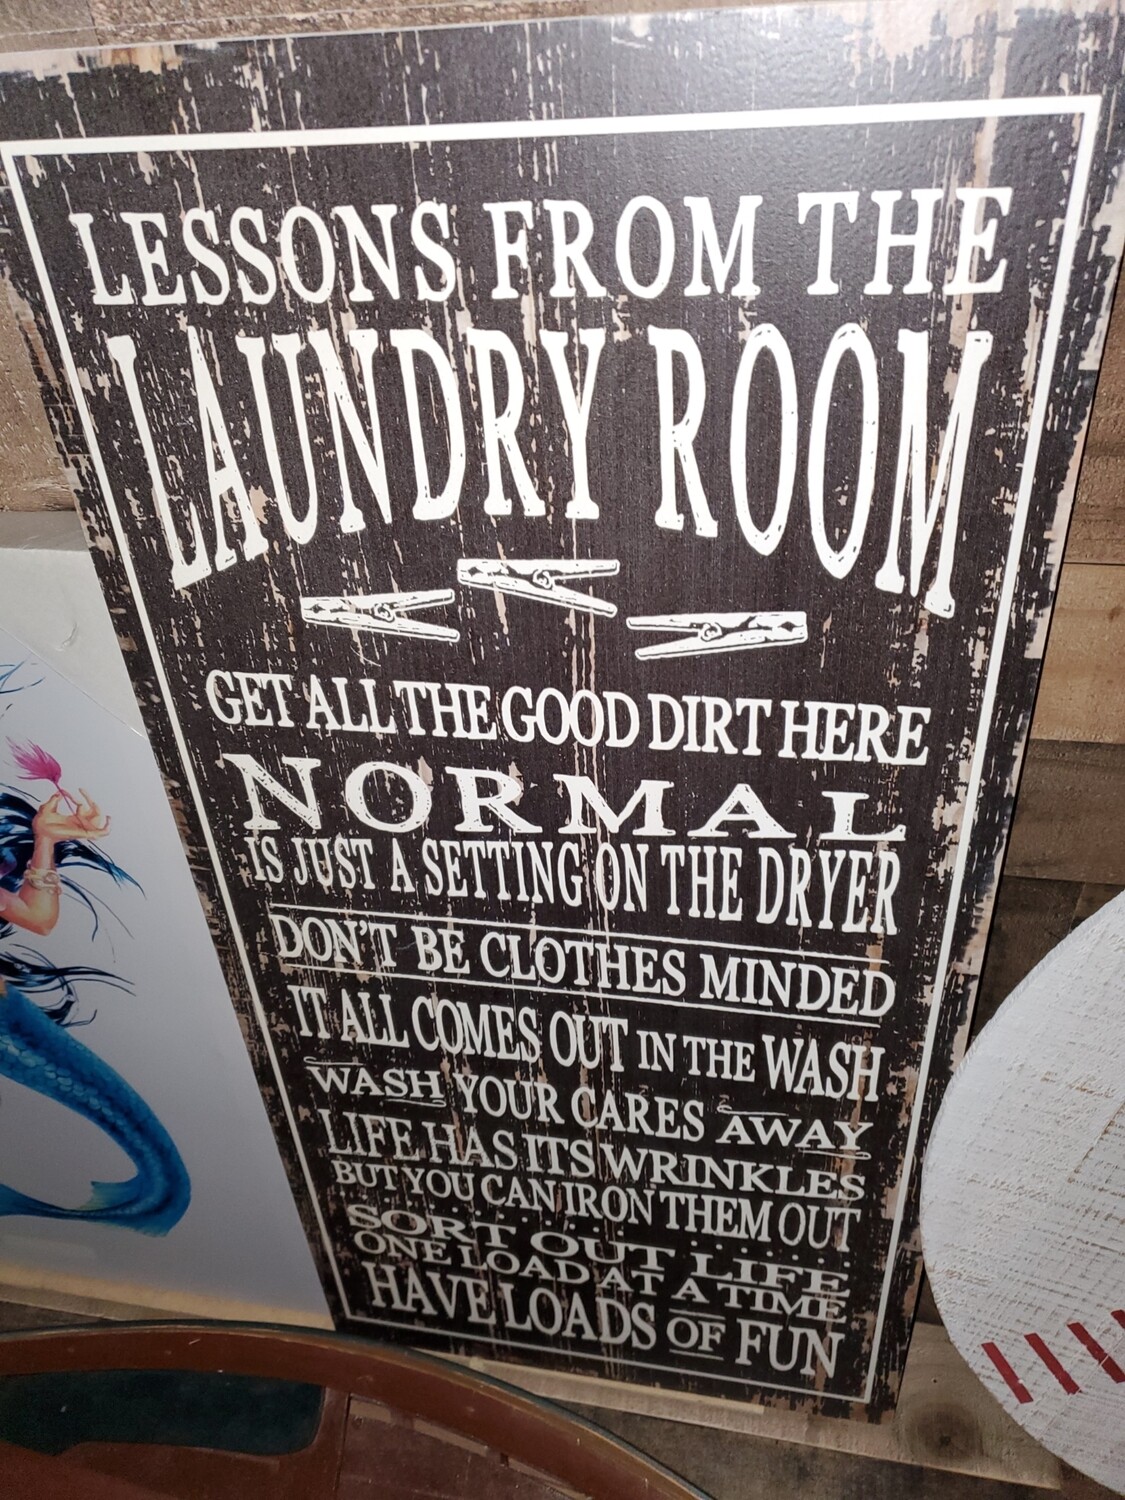 LESSONS FROM THE
LAUNDRY ROOM
GET ALL THE GOOD DIRT HERE
NORMAL
IS JUST A SETTING ON THE DRYER
DON'T BE CLOTHES MINDED
IT ALL COMES OUT IN THE WASH
WASH YOUR CARES AWAY
LIFE HAS ITS WRINKLES
BUT YOU CAN IRON THEM OUT
SORT OUT LIFE
ONE LOAD AT A TIME
HAVE LOADS OF FUN